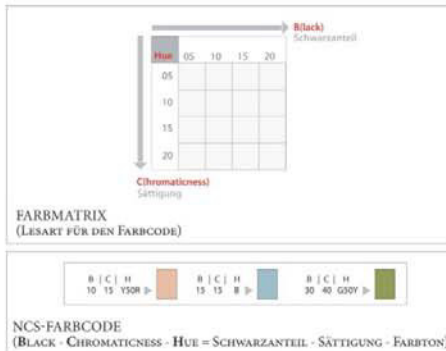 B(lack)
Schwarzanteil
Hue 05 10 15 20
05
10
15
20
C(hromaticness)
Sättigung
FARBMATRIX
(LESART FÜR DEN FARBCODE)
B | C | H B | C | H B | C | H
10 15 Y50R 15 15 B 30 40 G50Y
NCS-FARBCODE
(BLACK - CHROMATICNESS - HUE = SCHWARZANTEIL - SÄTTIGUNG - FARBTON)